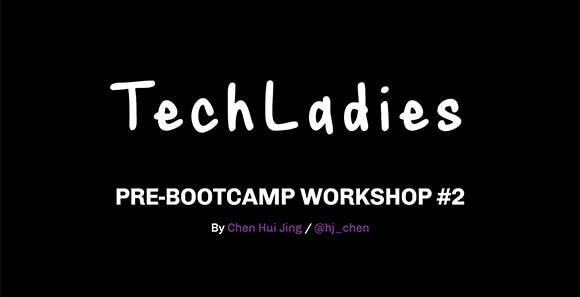 TechLadies
PRE-BOOTCAMP WORKSHOP #2
By Chen Hui Jing / @hj_chen